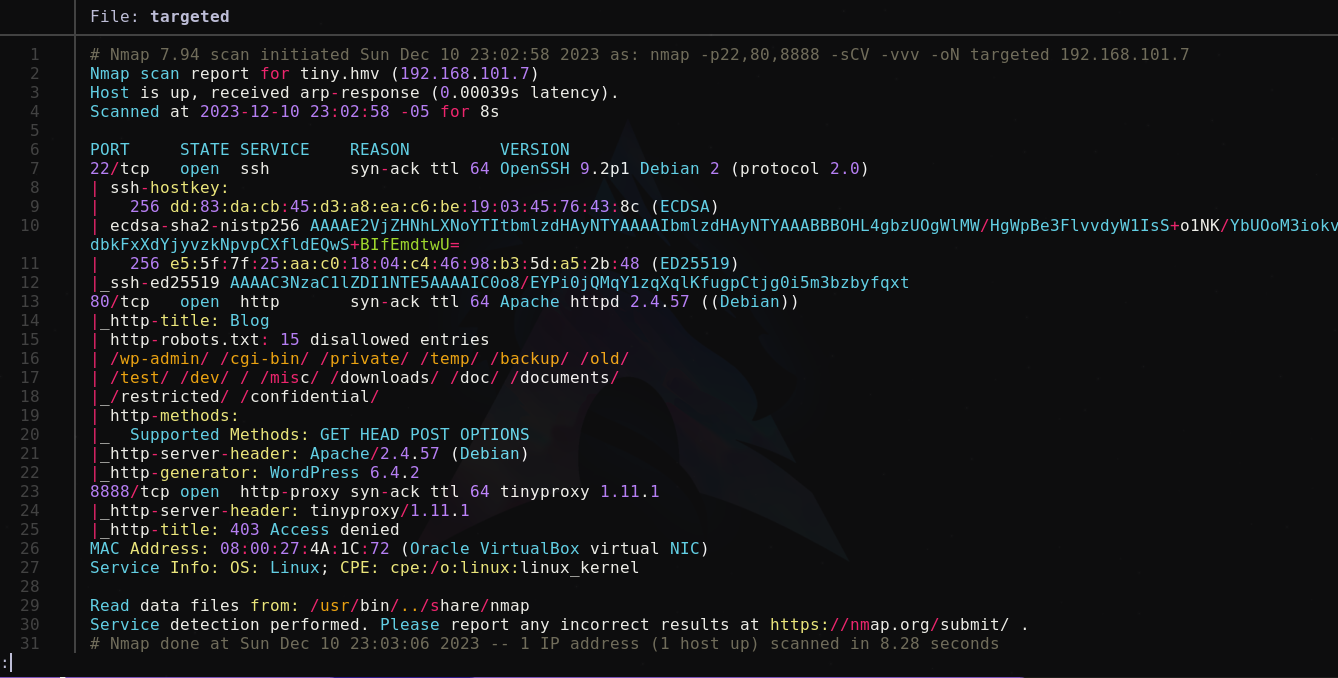 File: targeted
1 # Nmap 7.94 scan initiated Sun Dec 10 23:02:58 2023 as: nmap -p22,80,8888 -sCV -vvv -oN targeted 192.168.101.7
2 Nmap scan report for tiny.hmv (192.168.101.7)
3 Host is up, received arp-response (0.00039s latency).
4 Scanned at 2023-12-10 23:02:58 -05 for 8s
5
6 PORT     STATE SERVICE    REASON         VERSION
7 22/tcp   open  ssh        syn-ack ttl 64 OpenSSH 9.2p1 Debian 2 (protocol 2.0)
8 | ssh-hostkey:
9 |   256 dd:83:da:cb:45:d3:a8:ea:c6:be:19:03:45:76:43:8c (ECDSA)
10 | ecdsa-sha2-nistp256 AAAAE2VjZHNhLXNoYTItbmlzdHAyNTYAAAAIbmlzdHAyNTYAAABBBOHL4gbzUOgWlMW/HgWpBe3FlvvdyW1IsS+o1NK/YbUOoM3iokv
dbkFxXdYjyvzkNpvpCXfldEQwS+BIfEmdtwU=
11 |   256 e5:5f:7f:25:aa:c0:18:04:c4:46:98:b3:5d:a5:2b:48 (ED25519)
12 |_ssh-ed25519 AAAAC3NzaC1lZDI1NTE5AAAAIC0o8/EYPi0jQMqY1zqXqlKfugpCtjg0i5m3bzbyfqxt
13 80/tcp   open  http       syn-ack ttl 64 Apache httpd 2.4.57 ((Debian))
14 |_http-title: Blog
15 | http-robots.txt: 15 disallowed entries
16 | /wp-admin/ /cgi-bin/ /private/ /temp/ /backup/ /old/
17 | /test/ /dev/ / /misc/ /downloads/ /doc/ /documents/
18 |_/restricted/ /confidential/
19 | http-methods:
20 |_  Supported Methods: GET HEAD POST OPTIONS
21 |_http-server-header: Apache/2.4.57 (Debian)
22 |_http-generator: WordPress 6.4.2
23 8888/tcp open  http-proxy syn-ack ttl 64 tinyproxy 1.11.1
24 |_http-server-header: tinyproxy/1.11.1
25 |_http-title: 403 Access denied
26 MAC Address: 08:00:27:4A:1C:72 (Oracle VirtualBox virtual NIC)
27 Service Info: OS: Linux; CPE: cpe:/o:linux:linux_kernel
28
29 Read data files from: /usr/bin/../share/nmap
30 Service detection performed. Please report any incorrect results at https://nmap.org/submit/ .
31 # Nmap done at Sun Dec 10 23:03:06 2023 -- 1 IP address (1 host up) scanned in 8.28 seconds
: